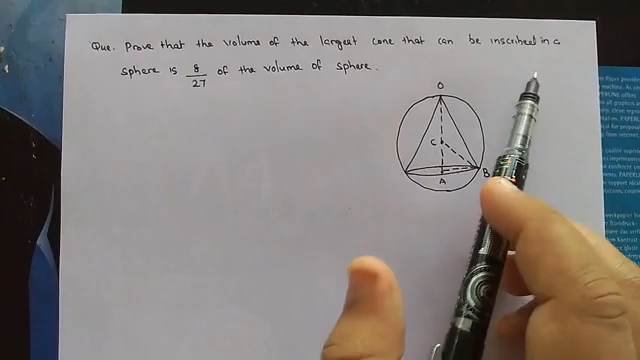 Que. Prove that the volume of the largest cone that can be inscribed in a
sphere is 8/27 of the volume of sphere.
O
C
A
B